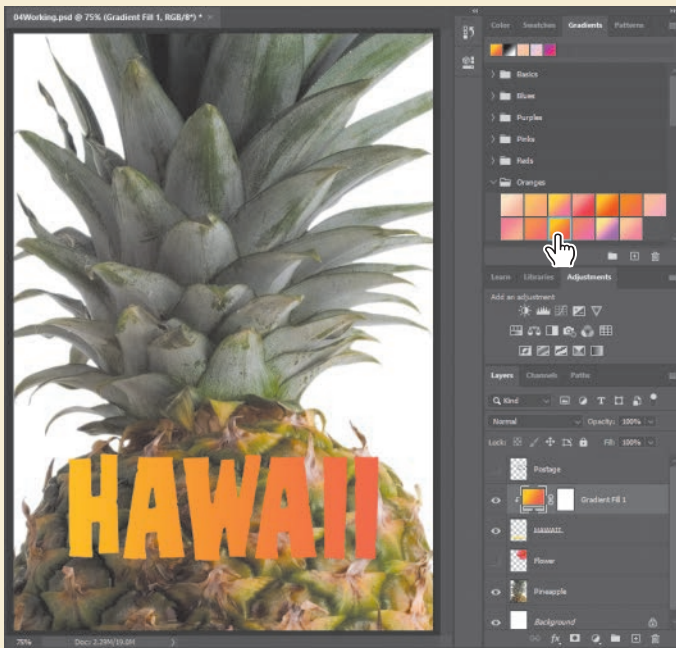 04Working.psd @ 75% (Gradient Fill 1, RGB/8*) *
Color Swatches Gradients Patterns
Basics
Blues
Purples
Pinks
Reds
Oranges
Learn Libraries Adjustments
Add an adjustment
Layers Channels Paths
Kind
Normal Opacity: 100%
Lock: Fill: 100%
Postage
Gradient Fill 1
HAWAII
Flower
Pineapple
Background
HAWAII
75% Doc: 2.29M/19.0M